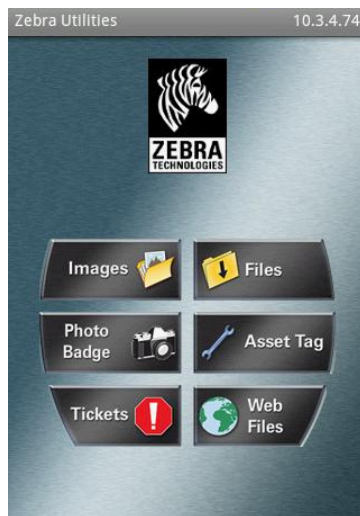 Zebra Utilities 10.3.4.74
ZEBRA
TECHNOLOGIES
Images
Files
Photo
Badge
Asset Tag
Tickets
Web
Files